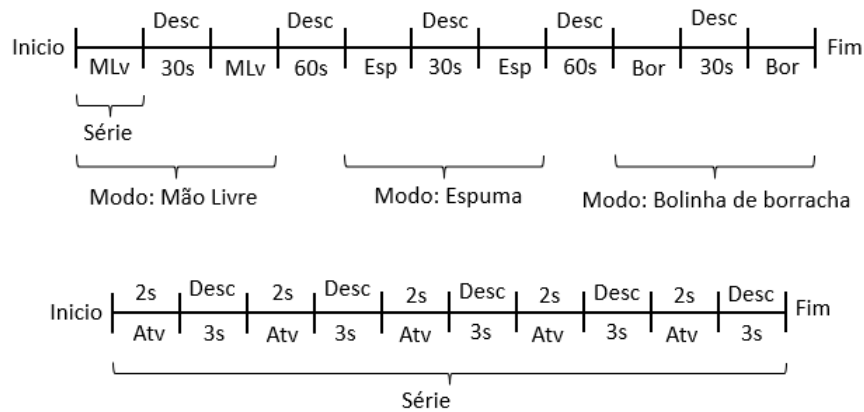 Desc Desc Desc Desc Desc
Inicio Fim
MLv 30s MLv 60s Esp 30s Esp 60s Bor 30s Bor
Série
Modo: Mão Livre Modo: Espuma Modo: Bolinha de borracha
2s Desc 2s Desc 2s Desc 2s Desc 2s Desc
Inicio Fim
Atv 3s Atv 3s Atv 3s Atv 3s Atv 3s
Série